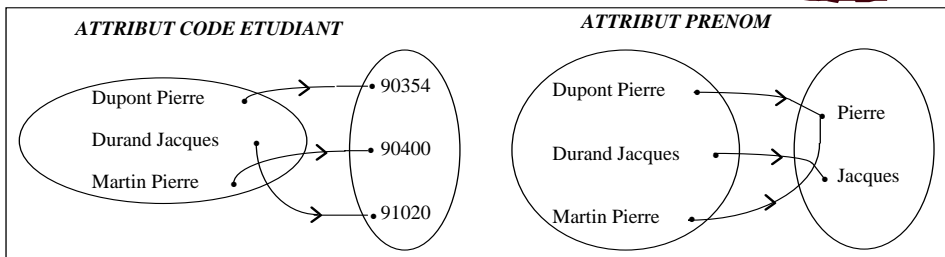 ATTRIBUT CODE ETUDIANT
Dupont Pierre
Durand Jacques
Martin Pierre
90354
90400
91020
ATTRIBUT PRENOM
Dupont Pierre
Durand Jacques
Martin Pierre
Pierre
Jacques